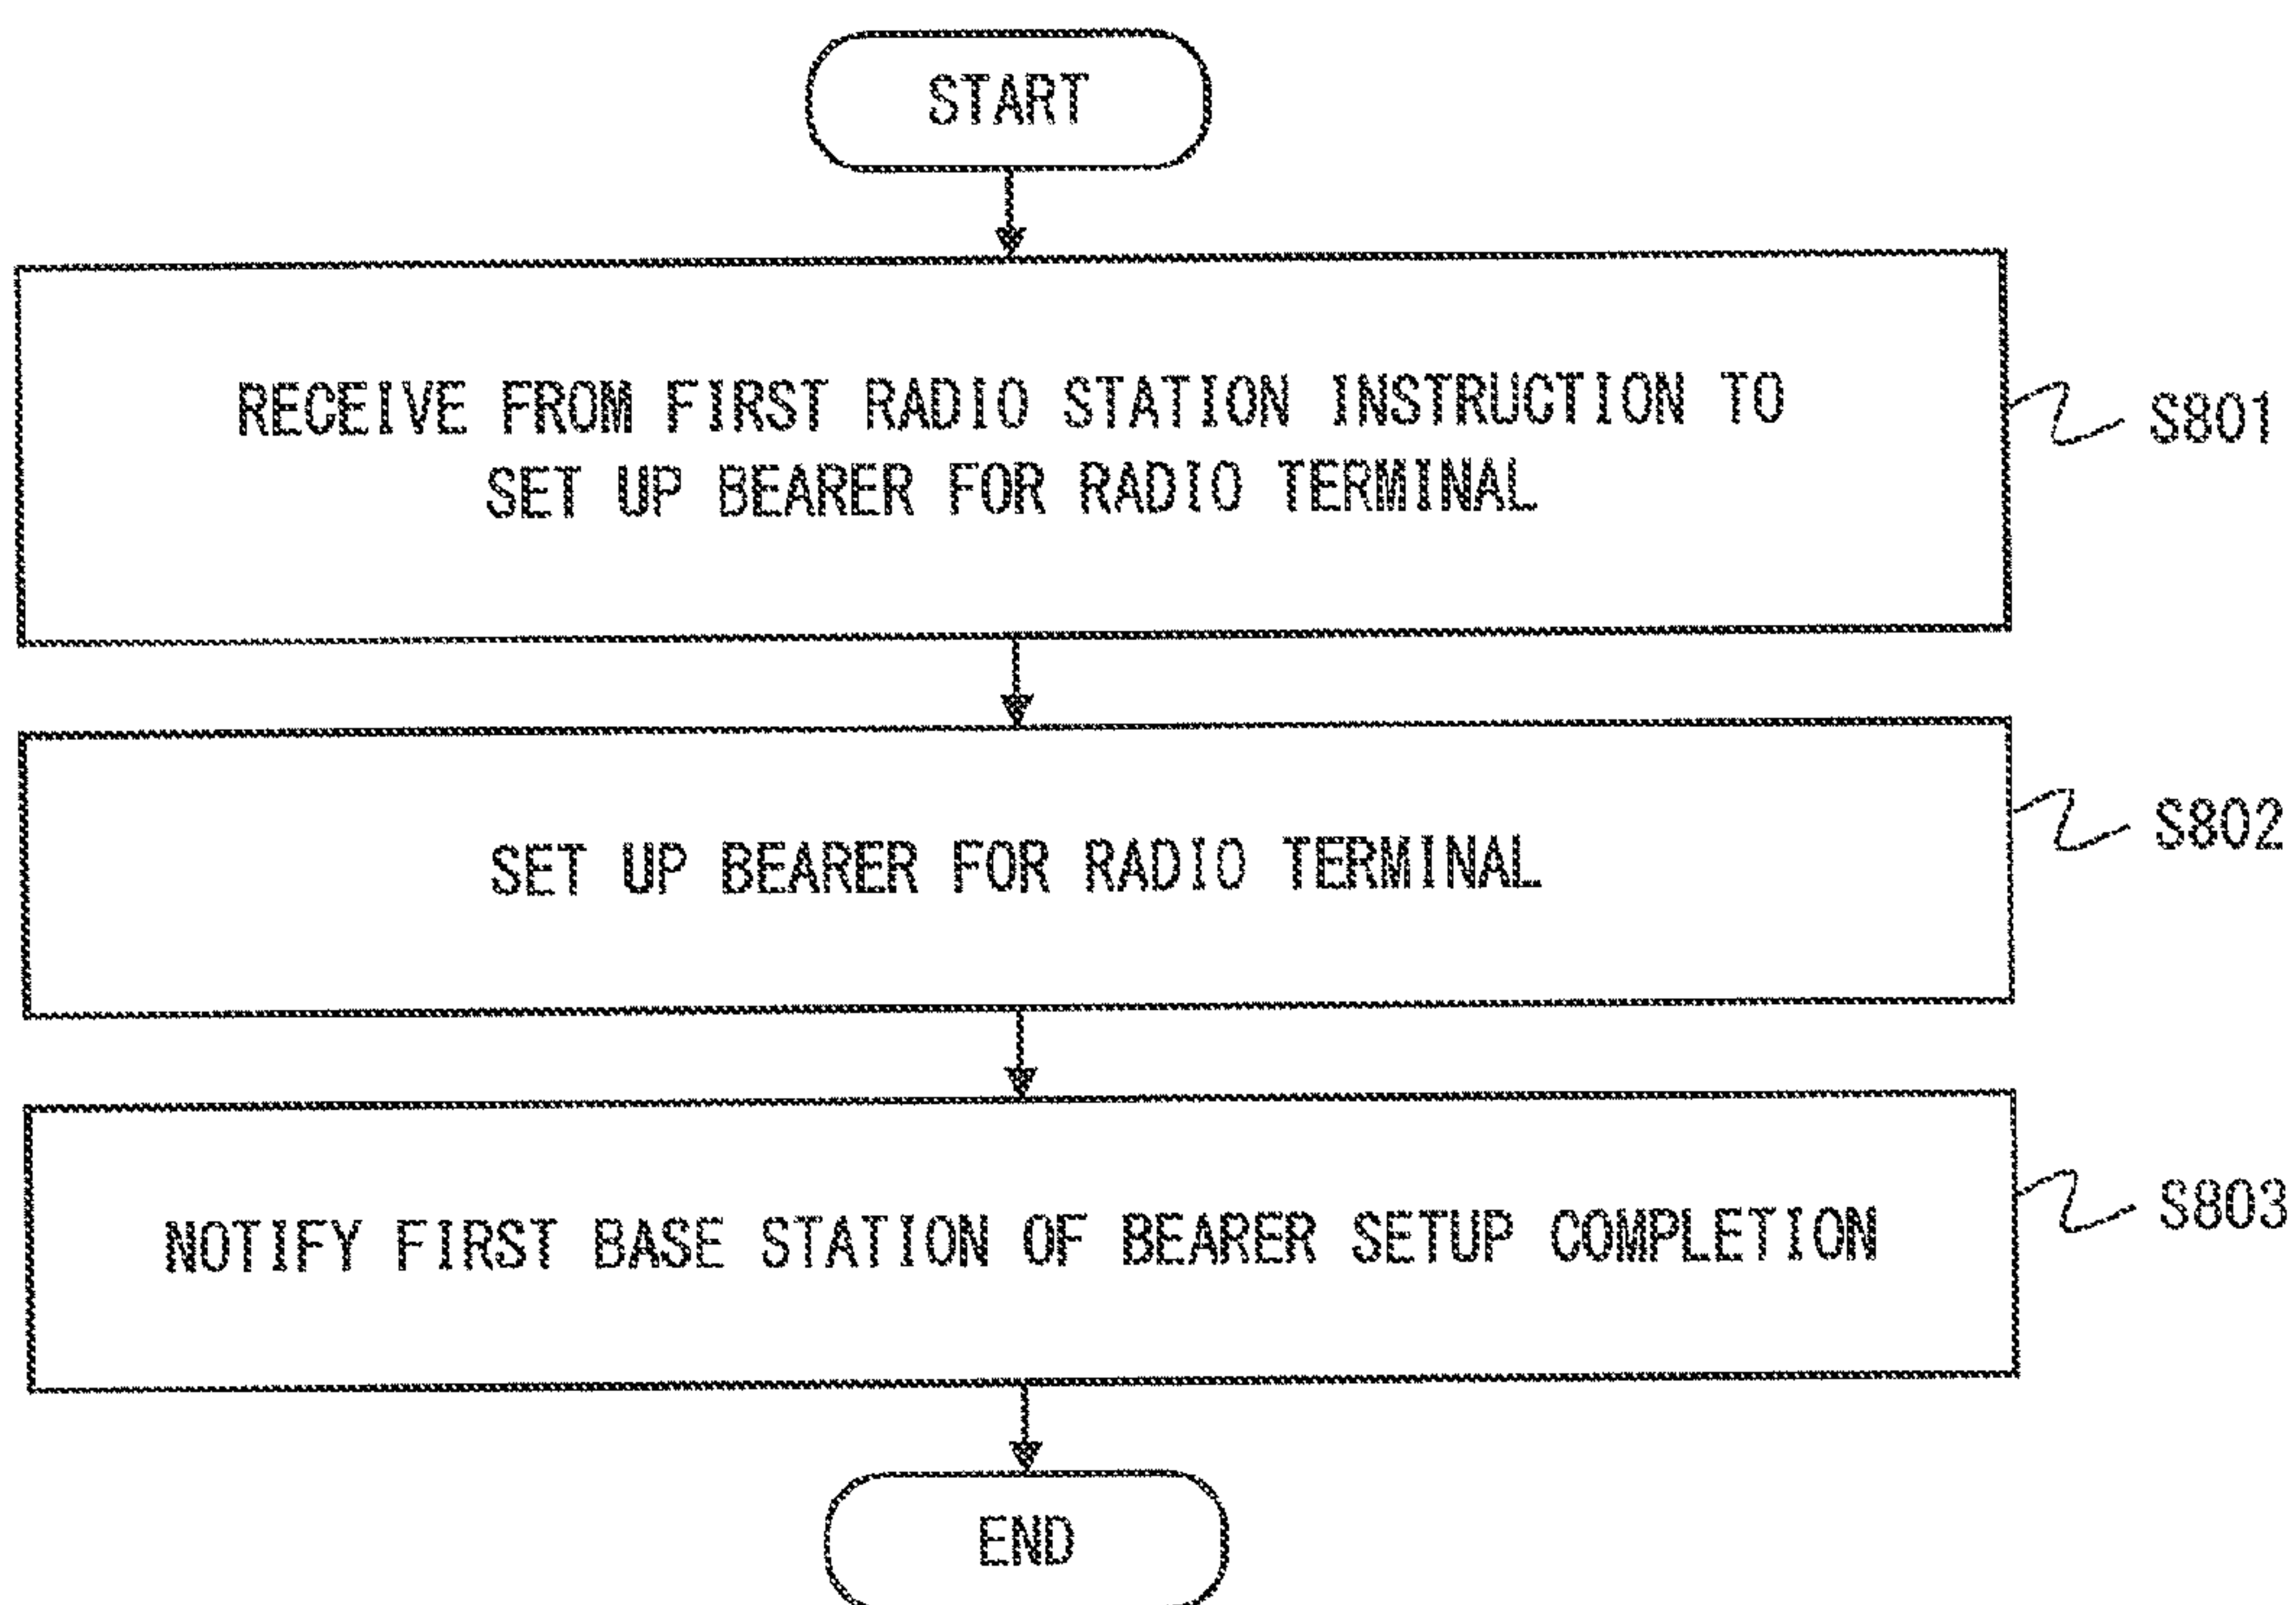 START
RECEIVE FROM FIRST RADIO STATION INSTRUCTION TO
SET UP BEARER FOR RADIO TERMINAL
S801
SET UP BEARER FOR RADIO TERMINAL
S802
NOTIFY FIRST BASE STATION OF BEARER SETUP COMPLETION
S803
END